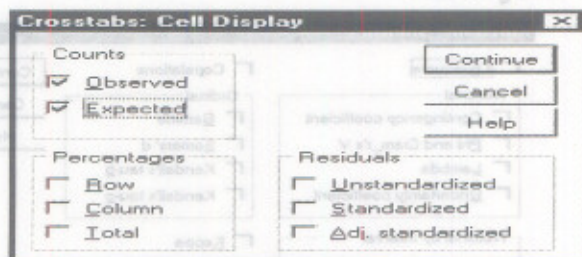 Crosstabs: Cell Display
Counts
Observed
Expected
Continue
Cancel
Help
Percentages
Row
Column
Total
Residuals
Unstandardized
Standardized
Adj. standardized